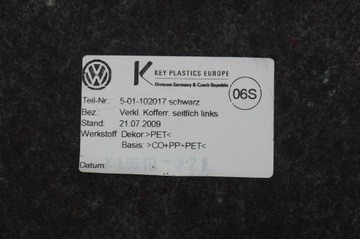 KEY PLASTICS EUROPE
Division Germany & Czech Republic
06S
Teil-Nr.: 5-01-102017 schwarz
Bez.: Verkl. Kofferr. seitlich links
Stand: 21.07.2009
Werkstoff Dekor:>PET<
Basis: >CO+PP+PET<
Datum: